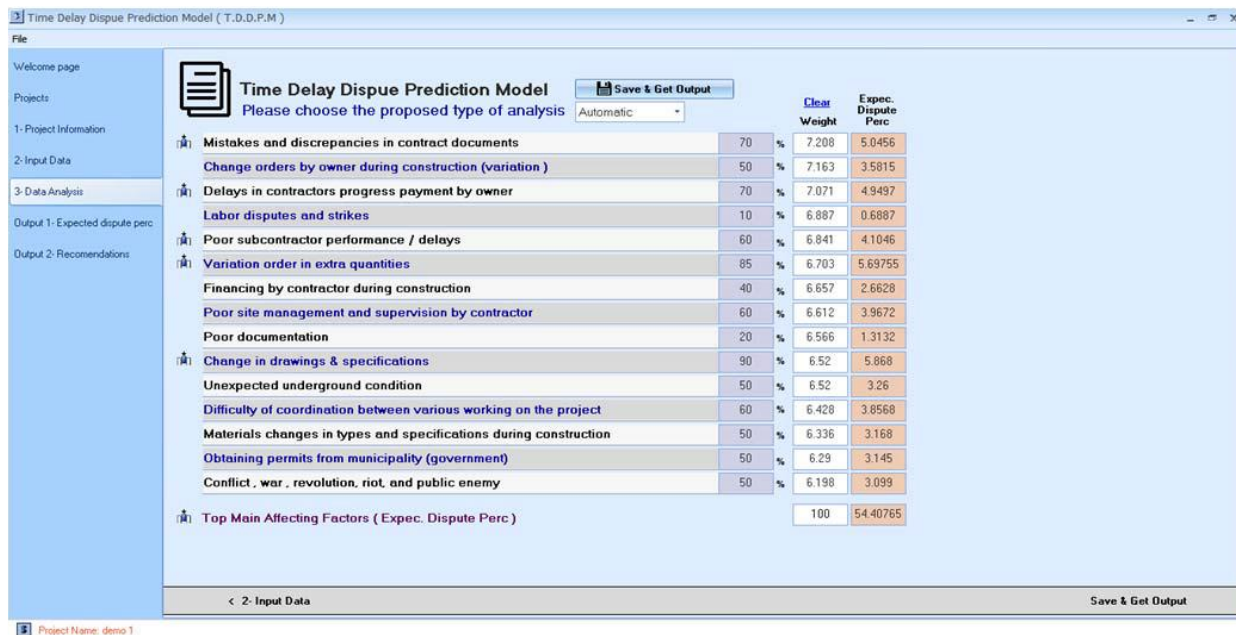 Time Delay Dispue Prediction Model ( T.D.D.P.M )
File
Welcome page
Projects
1- Project Information
2- Input Data
3- Data Analysis
Output 1- Expected dispute perc
Output 2- Recomendations
Time Delay Dispue Prediction Model
Save & Get Output
Please choose the proposed type of analysis
Automatic
Clear
Weight
Expec.
Dispute
Perc
Mistakes and discrepancies in contract documents 70 % 7.208 5.0456
Change orders by owner during construction (variation ) 50 % 7.163 3.5815
Delays in contractors progress payment by owner 70 % 7.071 4.9497
Labor disputes and strikes 10 % 6.887 0.6887
Poor subcontractor performance / delays 60 % 6.841 4.1046
Variation order in extra quantities 85 % 6.703 5.69755
Financing by contractor during construction 40 % 6.657 2.6628
Poor site management and supervision by contractor 60 % 6.612 3.9672
Poor documentation 20 % 6.566 1.3132
Change in drawings & specifications 90 % 6.52 5.868
Unexpected underground condition 50 % 6.52 3.26
Difficulty of coordination between various working on the project 60 % 6.428 3.8568
Materials changes in types and specifications during construction 50 % 6.336 3.168
Obtaining permits from municipality (government) 50 % 6.29 3.145
Conflict , war , revolution, riot, and public enemy 50 % 6.198 3.099
Top Main Affecting Factors ( Expec. Dispute Perc ) 100 54.40765
< 2- Input Data
Save & Get Output
Project Name: demo 1